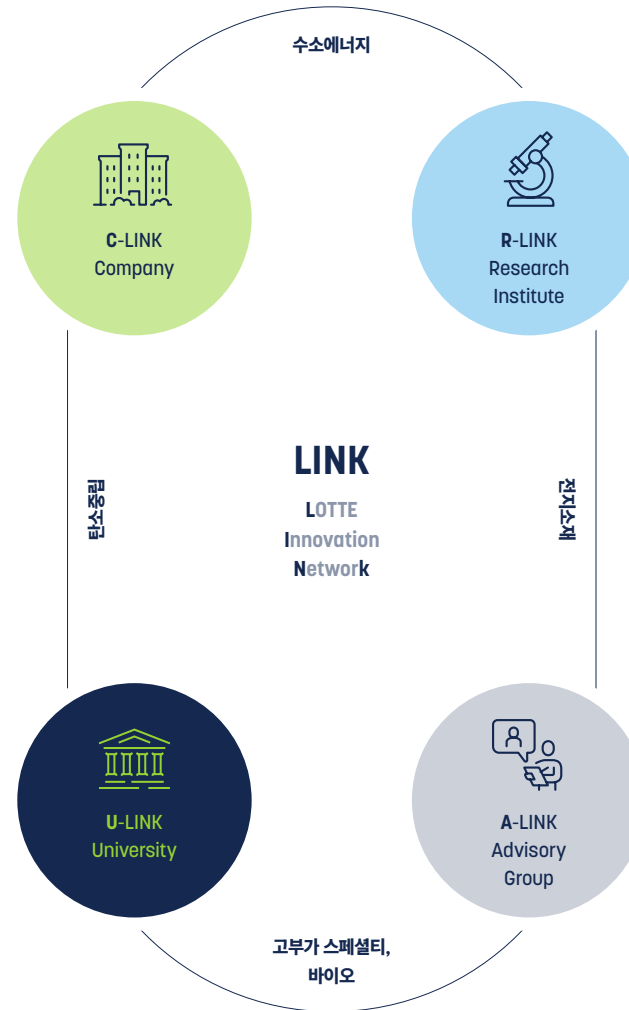 수소에너지
C-LINK
Company
R-LINK
Research
Institute
탄소중립
LINK
LOTTE
Innovation
Network
전지소재
U-LINK
University
A-LINK
Advisory
Group
고부가 스페셜티,
바이오